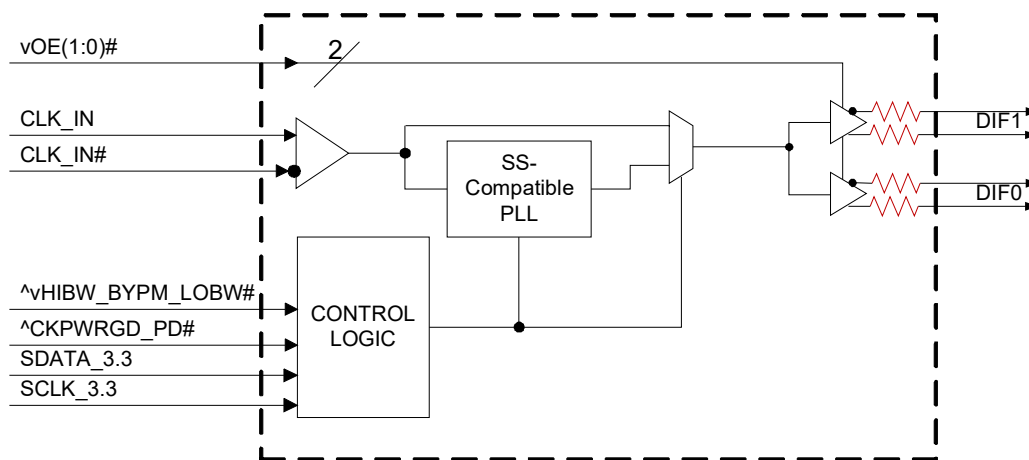 vOE(1:0)#
2
CLK_IN
CLK_IN#
SS-
Compatible
PLL
DIF1
DIF0
^vHIBW_BYPM_LOBW#
^CKPWRGD_PD#
SDATA_3.3
SCLK_3.3
CONTROL
LOGIC